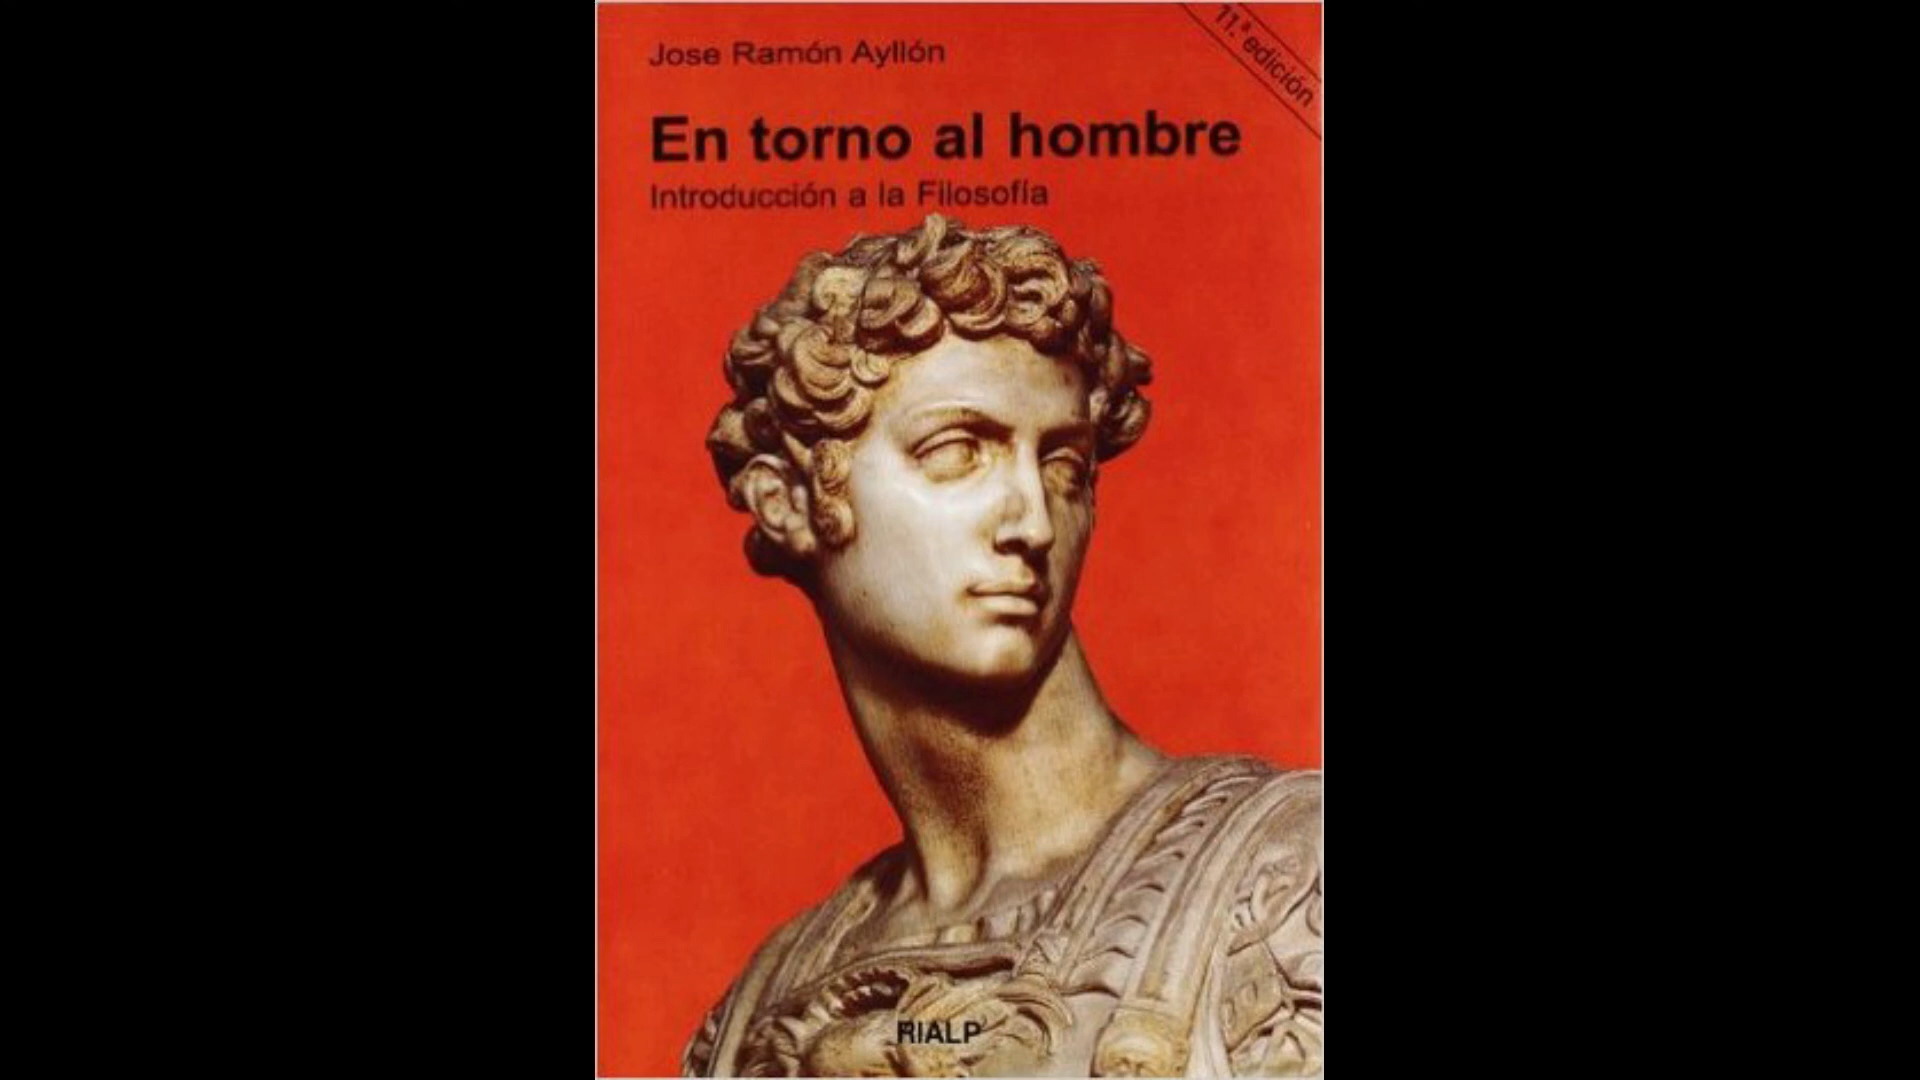 Jose Ramón Ayllón
11.ª edición
En torno al hombre
Introducción a la Filosofía
RIALP